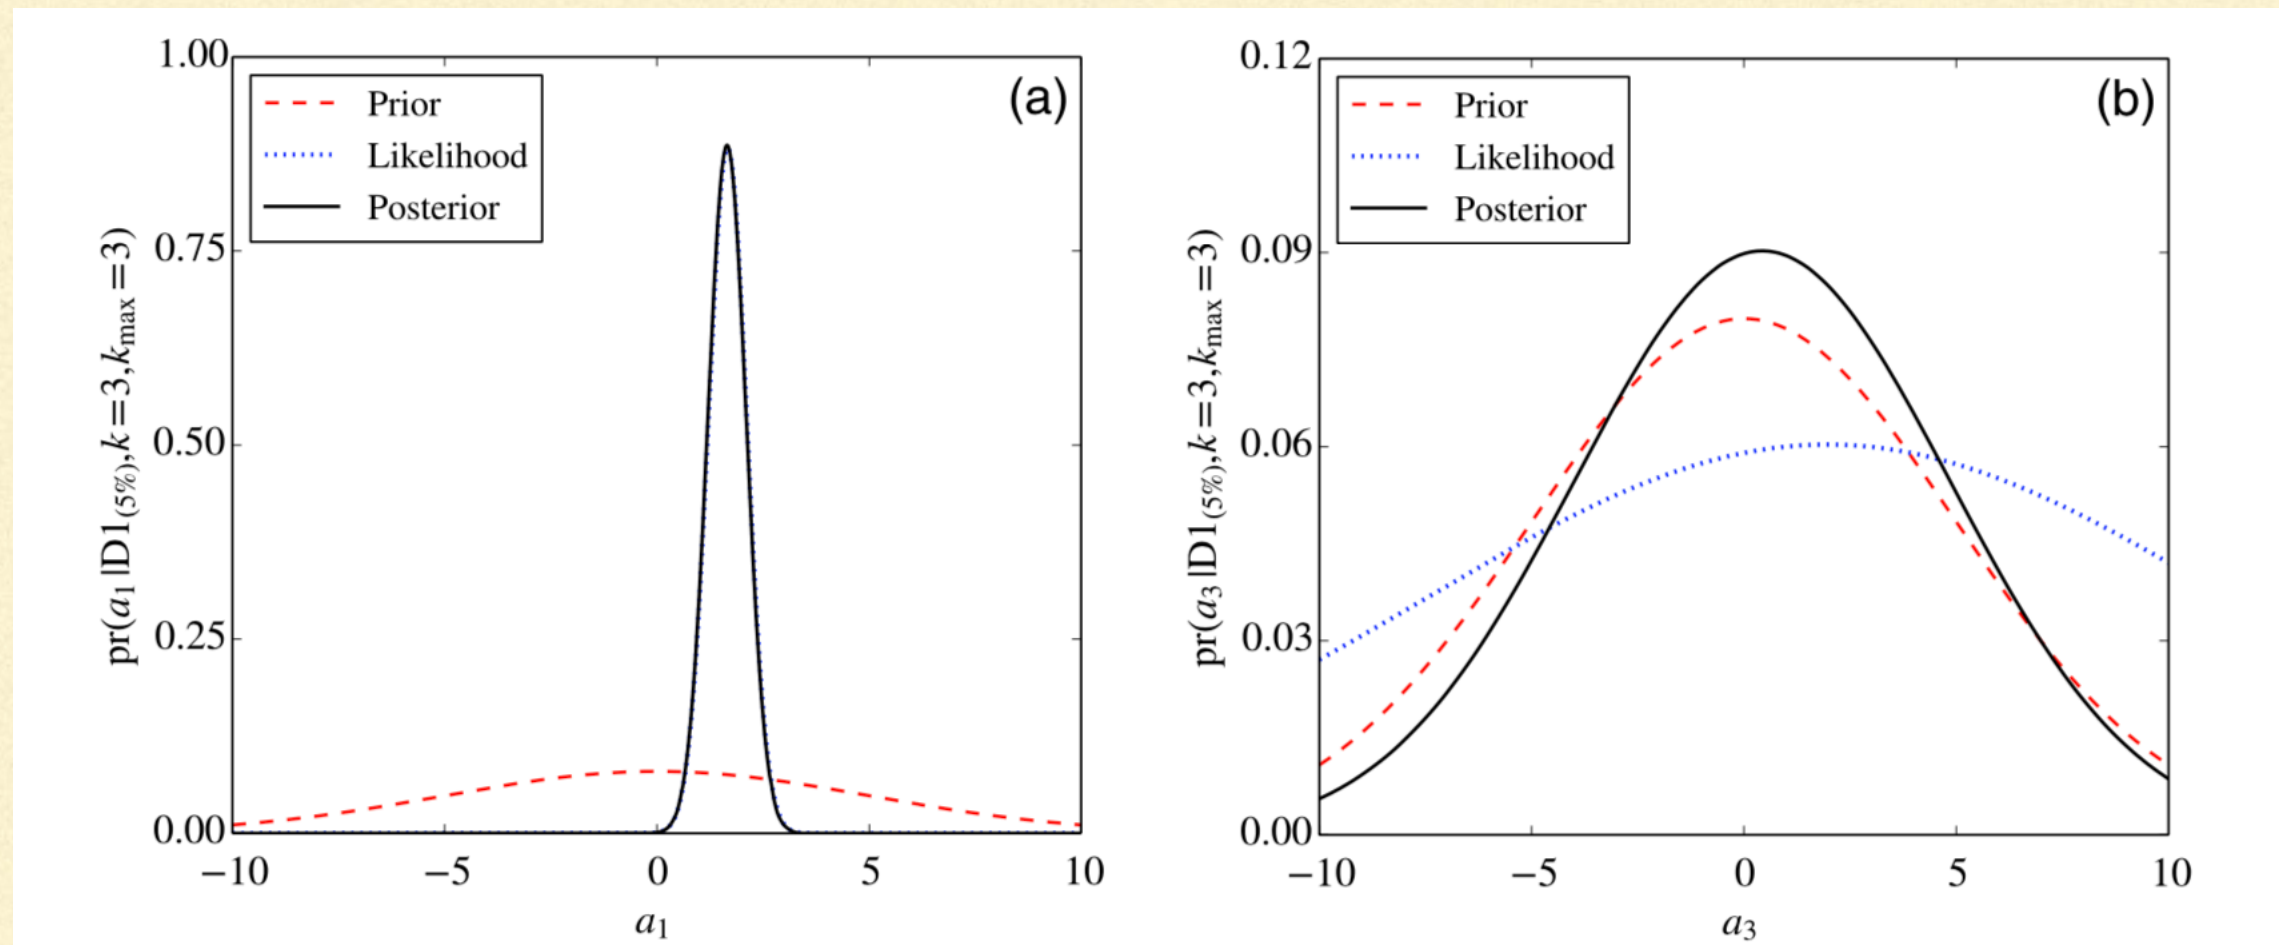 1.00
0.75
0.50
0.25
0.00
−10
−5
0
5
10
a₁
pr(a₁|D1₍₅%₎,k=3,kₘₐₓ=3)
Prior
Likelihood
Posterior
(a)
0.12
0.09
0.06
0.03
0.00
−10
−5
0
5
10
a₃
pr(a₃|D1₍₅%₎,k=3,kₘₐₓ=3)
Prior
Likelihood
Posterior
(b)